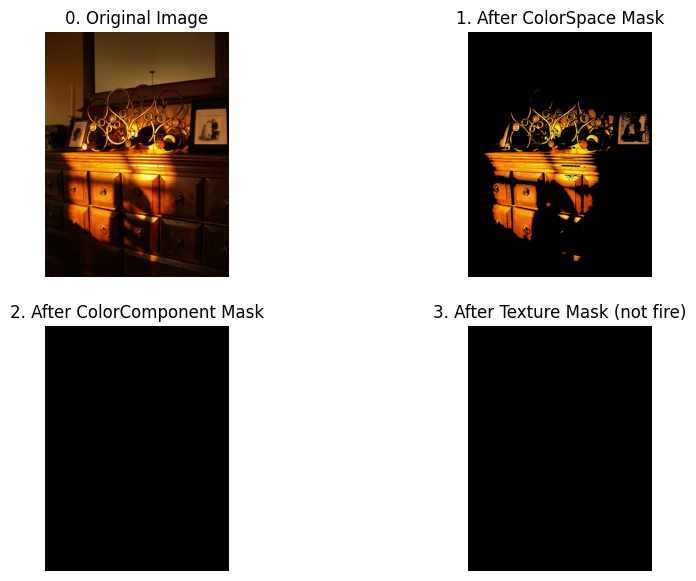 0. Original Image
1. After ColorSpace Mask
2. After ColorComponent Mask
3. After Texture Mask (not fire)